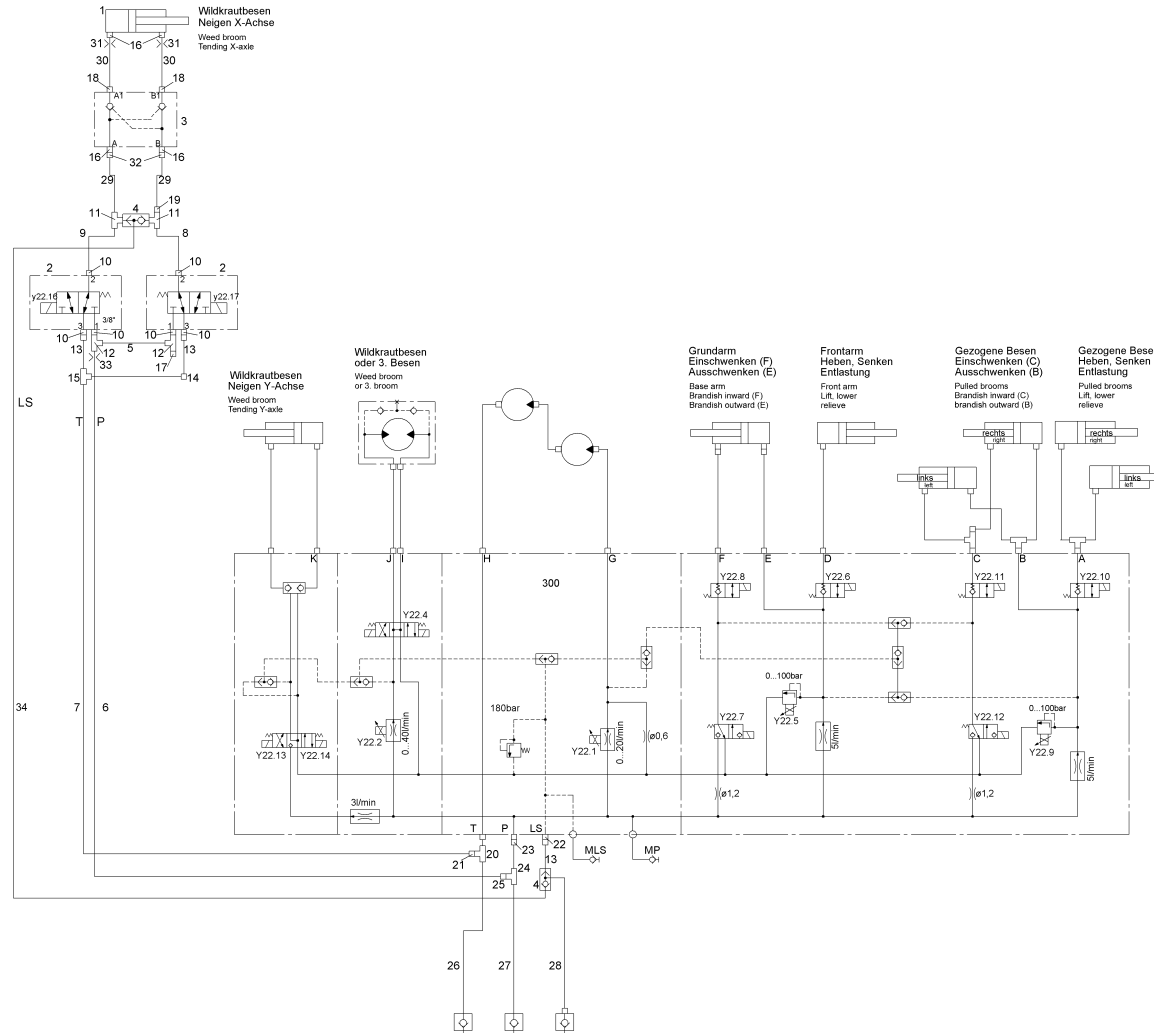 1
Wildkrautbesen
Neigen X-Achse
Weed broom
Tending X-axle
31 16 31
30 30
18 18
A1 B1
3
A B
16 32 16
29 29
19
11 4 11
9 8
2 10 10 2
2 2
y22.16 y22.17
3/8"
3 1 1 3
10 10 10 10
13 12 5 12 13
33 17
15 14
LS
T P
34 7 6
Wildkrautbesen
Neigen Y-Achse
Weed broom
Tending Y-axle
Wildkrautbesen
oder 3. Besen
Weed broom
or 3. broom
Grundarm
Einschwenken (F)
Ausschwenken (E)
Base arm
Brandish inward (F)
Brandish outward (E)
Frontarm
Heben, Senken
Entlastung
Front arm
Lift, lower
relieve
Gezogene Besen
Einschwenken (C)
Ausschwenken (B)
Pulled brooms
Brandish inward (C)
brandish outward (B)
Gezogene Bese
Heben, Senken
Entlastung
Pulled brooms
Lift, lower
relieve
rechts
right
rechts
right
links
left
links
left
K J I H G F E D C B A
300
Y22.8 Y22.6 Y22.11 Y22.10
Y22.4
0...100bar
Y22.5
0...100bar
Y22.9
180bar
Y22.7 Y22.12
Y22.13 Y22.14
Y22.2
0...40l/min
Y22.1
0...20l/min
ø0,6
5l/min
5l/min
ø1,2 ø1,2
3l/min
T P LS
20 23 22
21
MLS MP
24 13
25 4
26 27 28